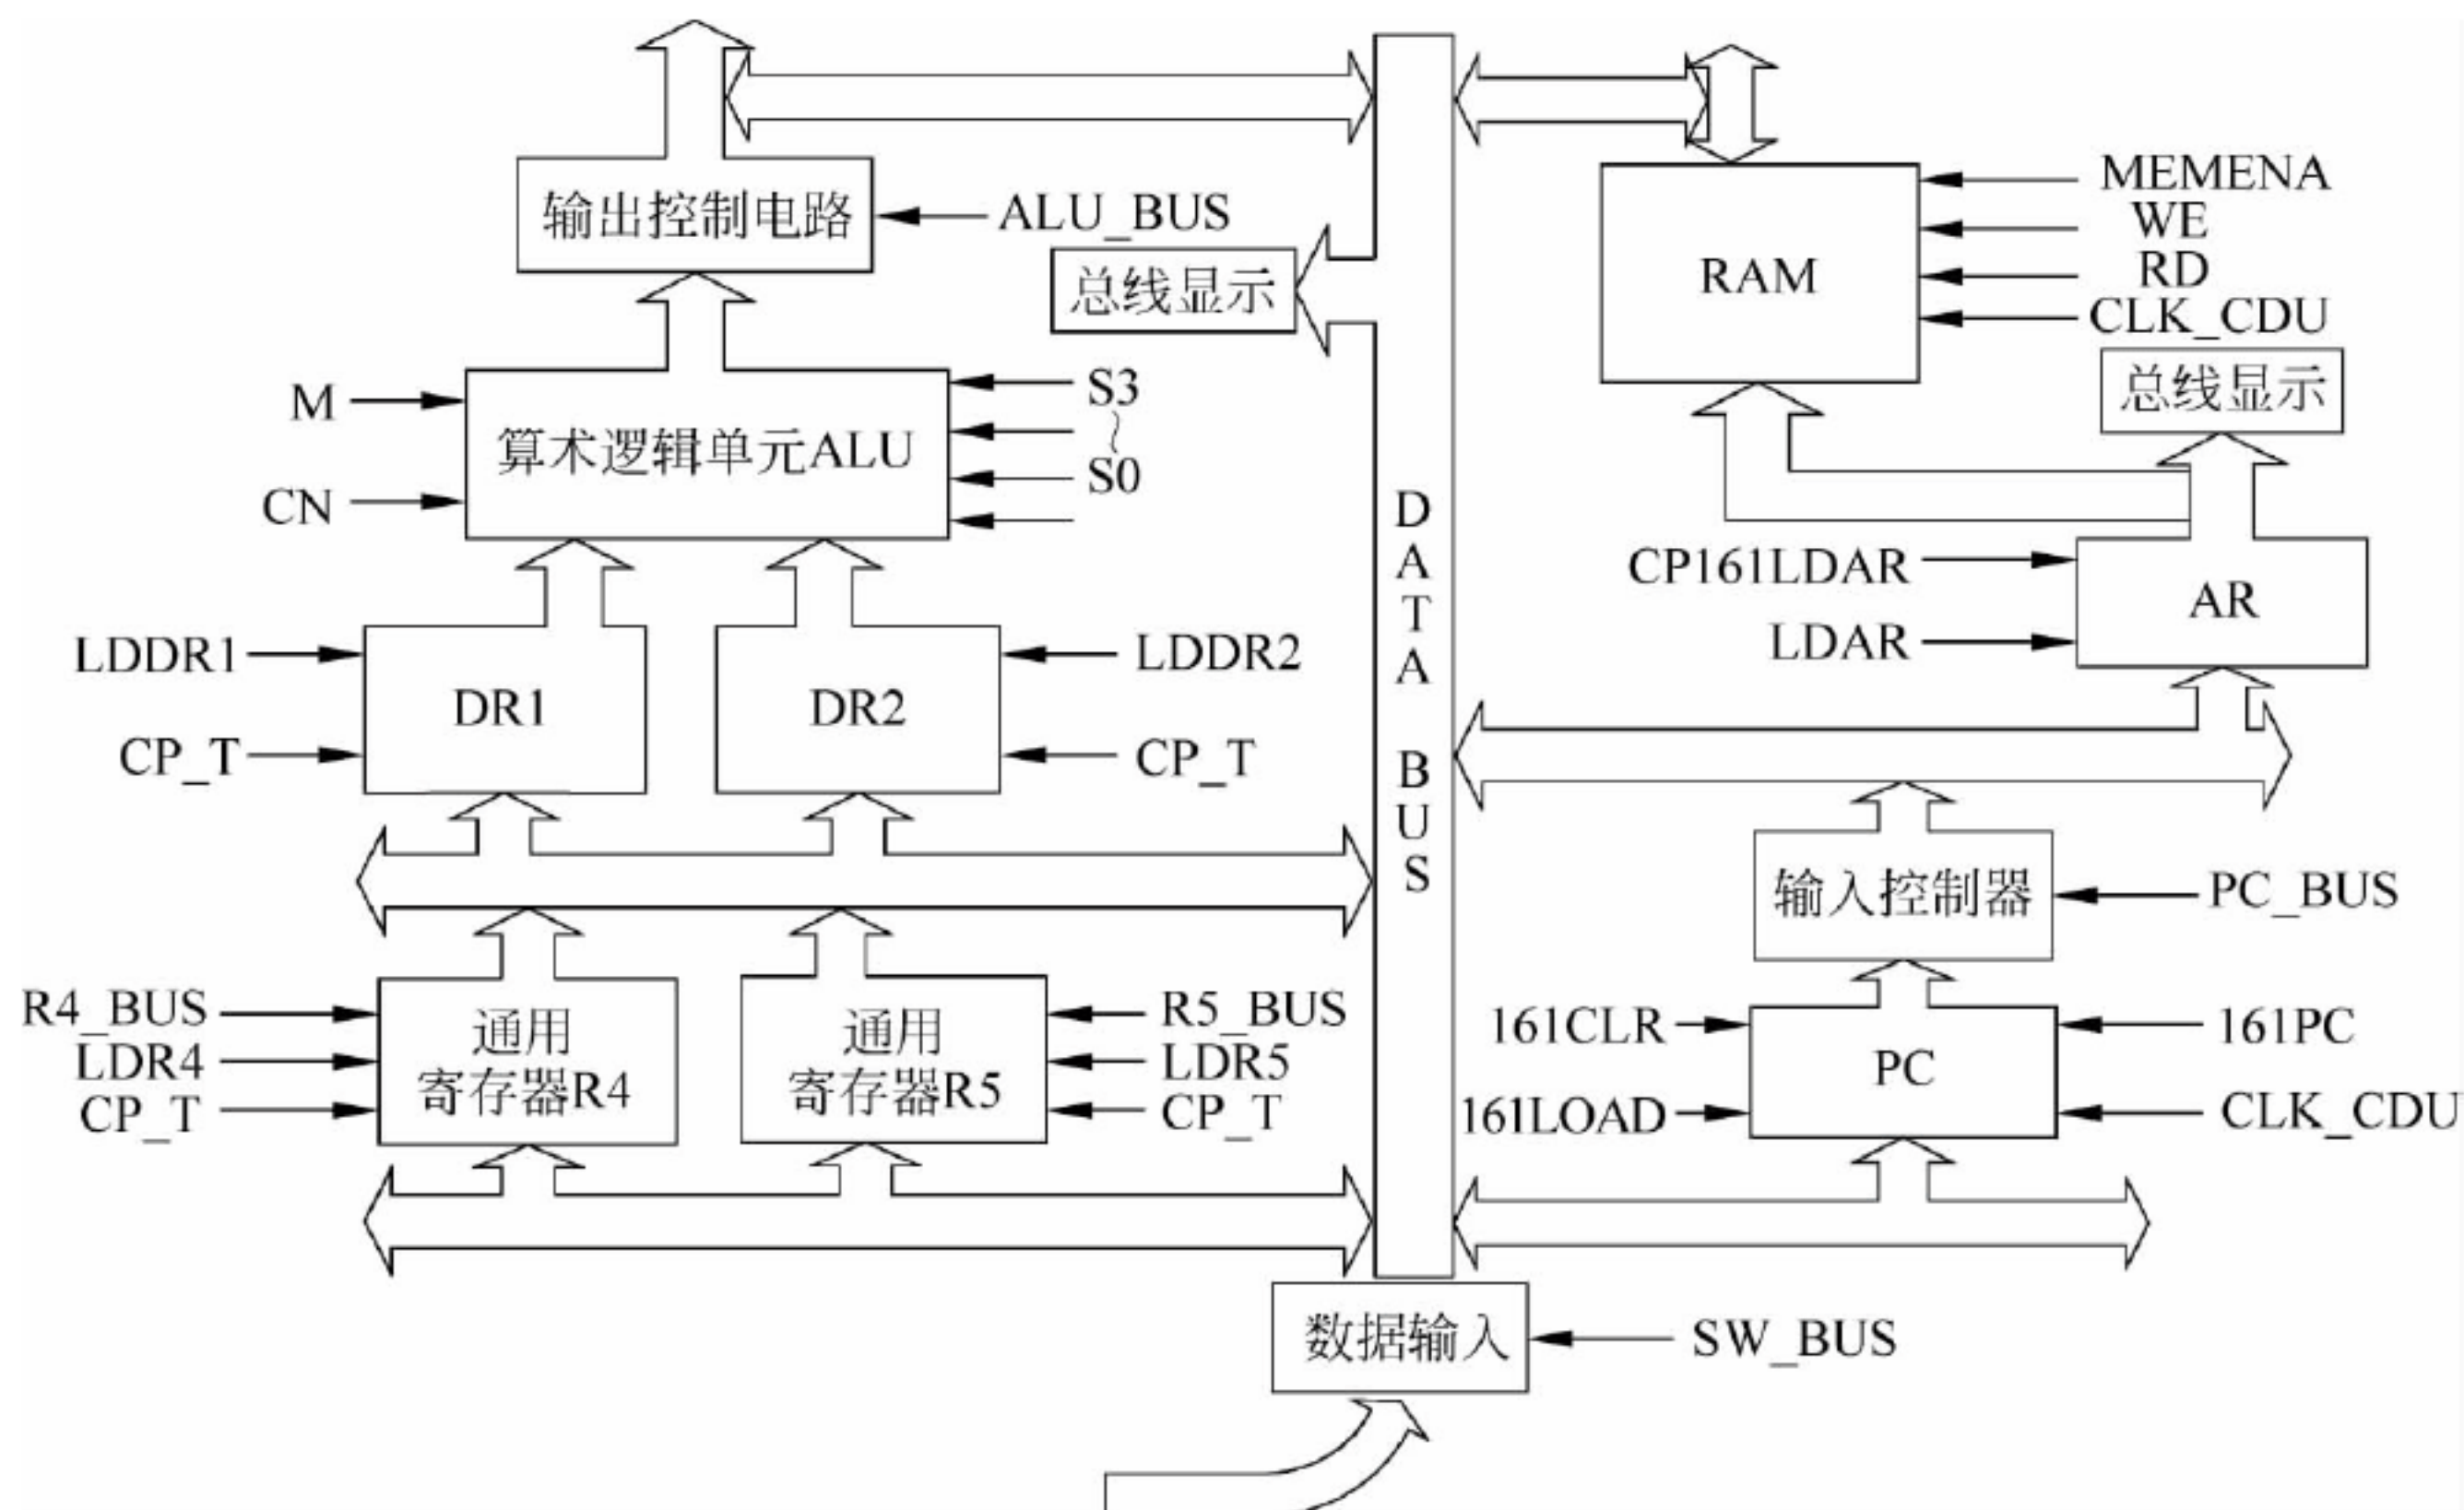 输出控制电路
ALU_BUS
总线显示
MEMENA
WE
RD
CLK_CDU
RAM
总线显示
M
CN
算术逻辑单元ALU
S3
~
S0
DATA BUS
CP161LDAR
LDAR
AR
LDDR1
CP_T
DR1
DR2
LDDR2
CP_T
输入控制器
PC_BUS
R4_BUS
LDR4
CP_T
通用
寄存器R4
通用
寄存器R5
R5_BUS
LDR5
CP_T
161CLR
161LOAD
PC
161PC
CLK_CDU
数据输入
SW_BUS